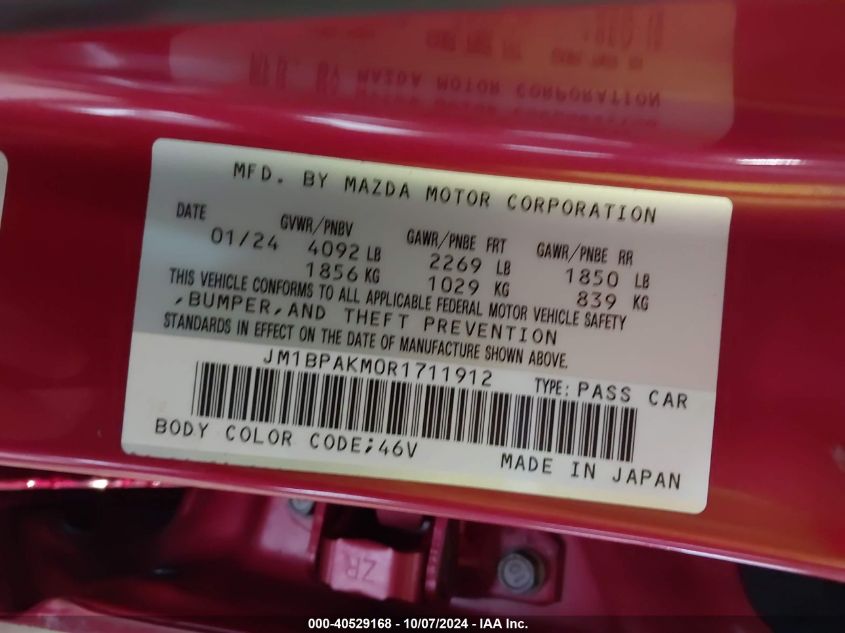 MFD. BY MAZDA MOTOR CORPORATION
DATE GVWR/PNBV GAWR/PNBE FRT GAWR/PNBE RR
01/24 4092 LB 2269 LB 1850 LB
1856 KG 1029 KG 839 KG
THIS VEHICLE CONFORMS TO ALL APPLICABLE FEDERAL MOTOR VEHICLE SAFETY
,BUMPER,AND THEFT PREVENTION
STANDARDS IN EFFECT ON THE DATE OF MANUFACTURE SHOWN ABOVE.
JM1BPAKM0R1711912 TYPE: PASS CAR
BODY COLOR CODE;46V
MADE IN JAPAN
ZR
000-40529168 - 10/07/2024 - IAA Inc.